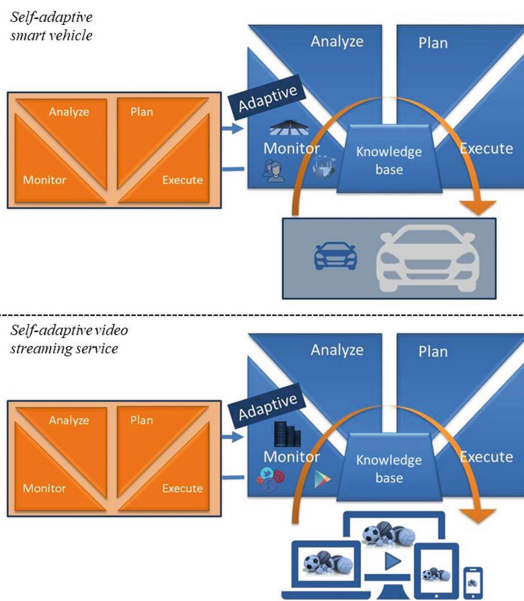 Self-adaptive
smart vehicle
Analyze
Plan
Monitor
Execute
Adaptive
Analyze
Plan
Monitor
Execute
Knowledge
base
Self-adaptive video
streaming service
Analyze
Plan
Monitor
Execute
Adaptive
Analyze
Plan
Monitor
Execute
Knowledge
base